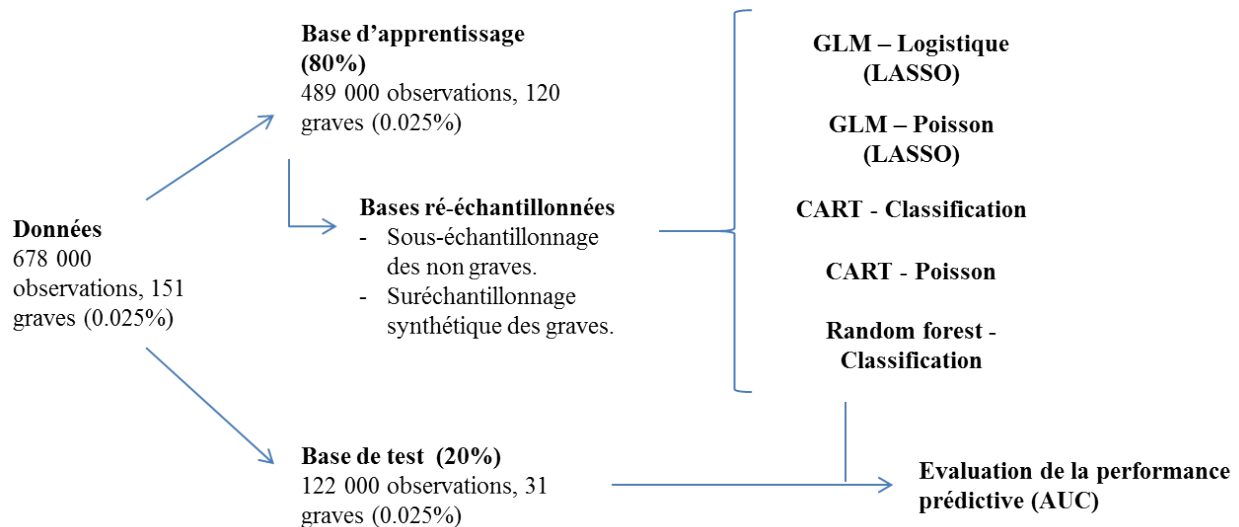 Données
678 000
observations, 151
graves (0.025%)
Base d’apprentissage
(80%)
489 000 observations, 120
graves (0.025%)
Bases ré-échantillonnées
- Sous-échantillonnage
des non graves.
- Suréchantillonnage
synthétique des graves.
Base de test (20%)
122 000 observations, 31
graves (0.025%)
GLM – Logistique
(LASSO)
GLM – Poisson
(LASSO)
CART - Classification
CART - Poisson
Random forest -
Classification
Evaluation de la performance
prédictive (AUC)